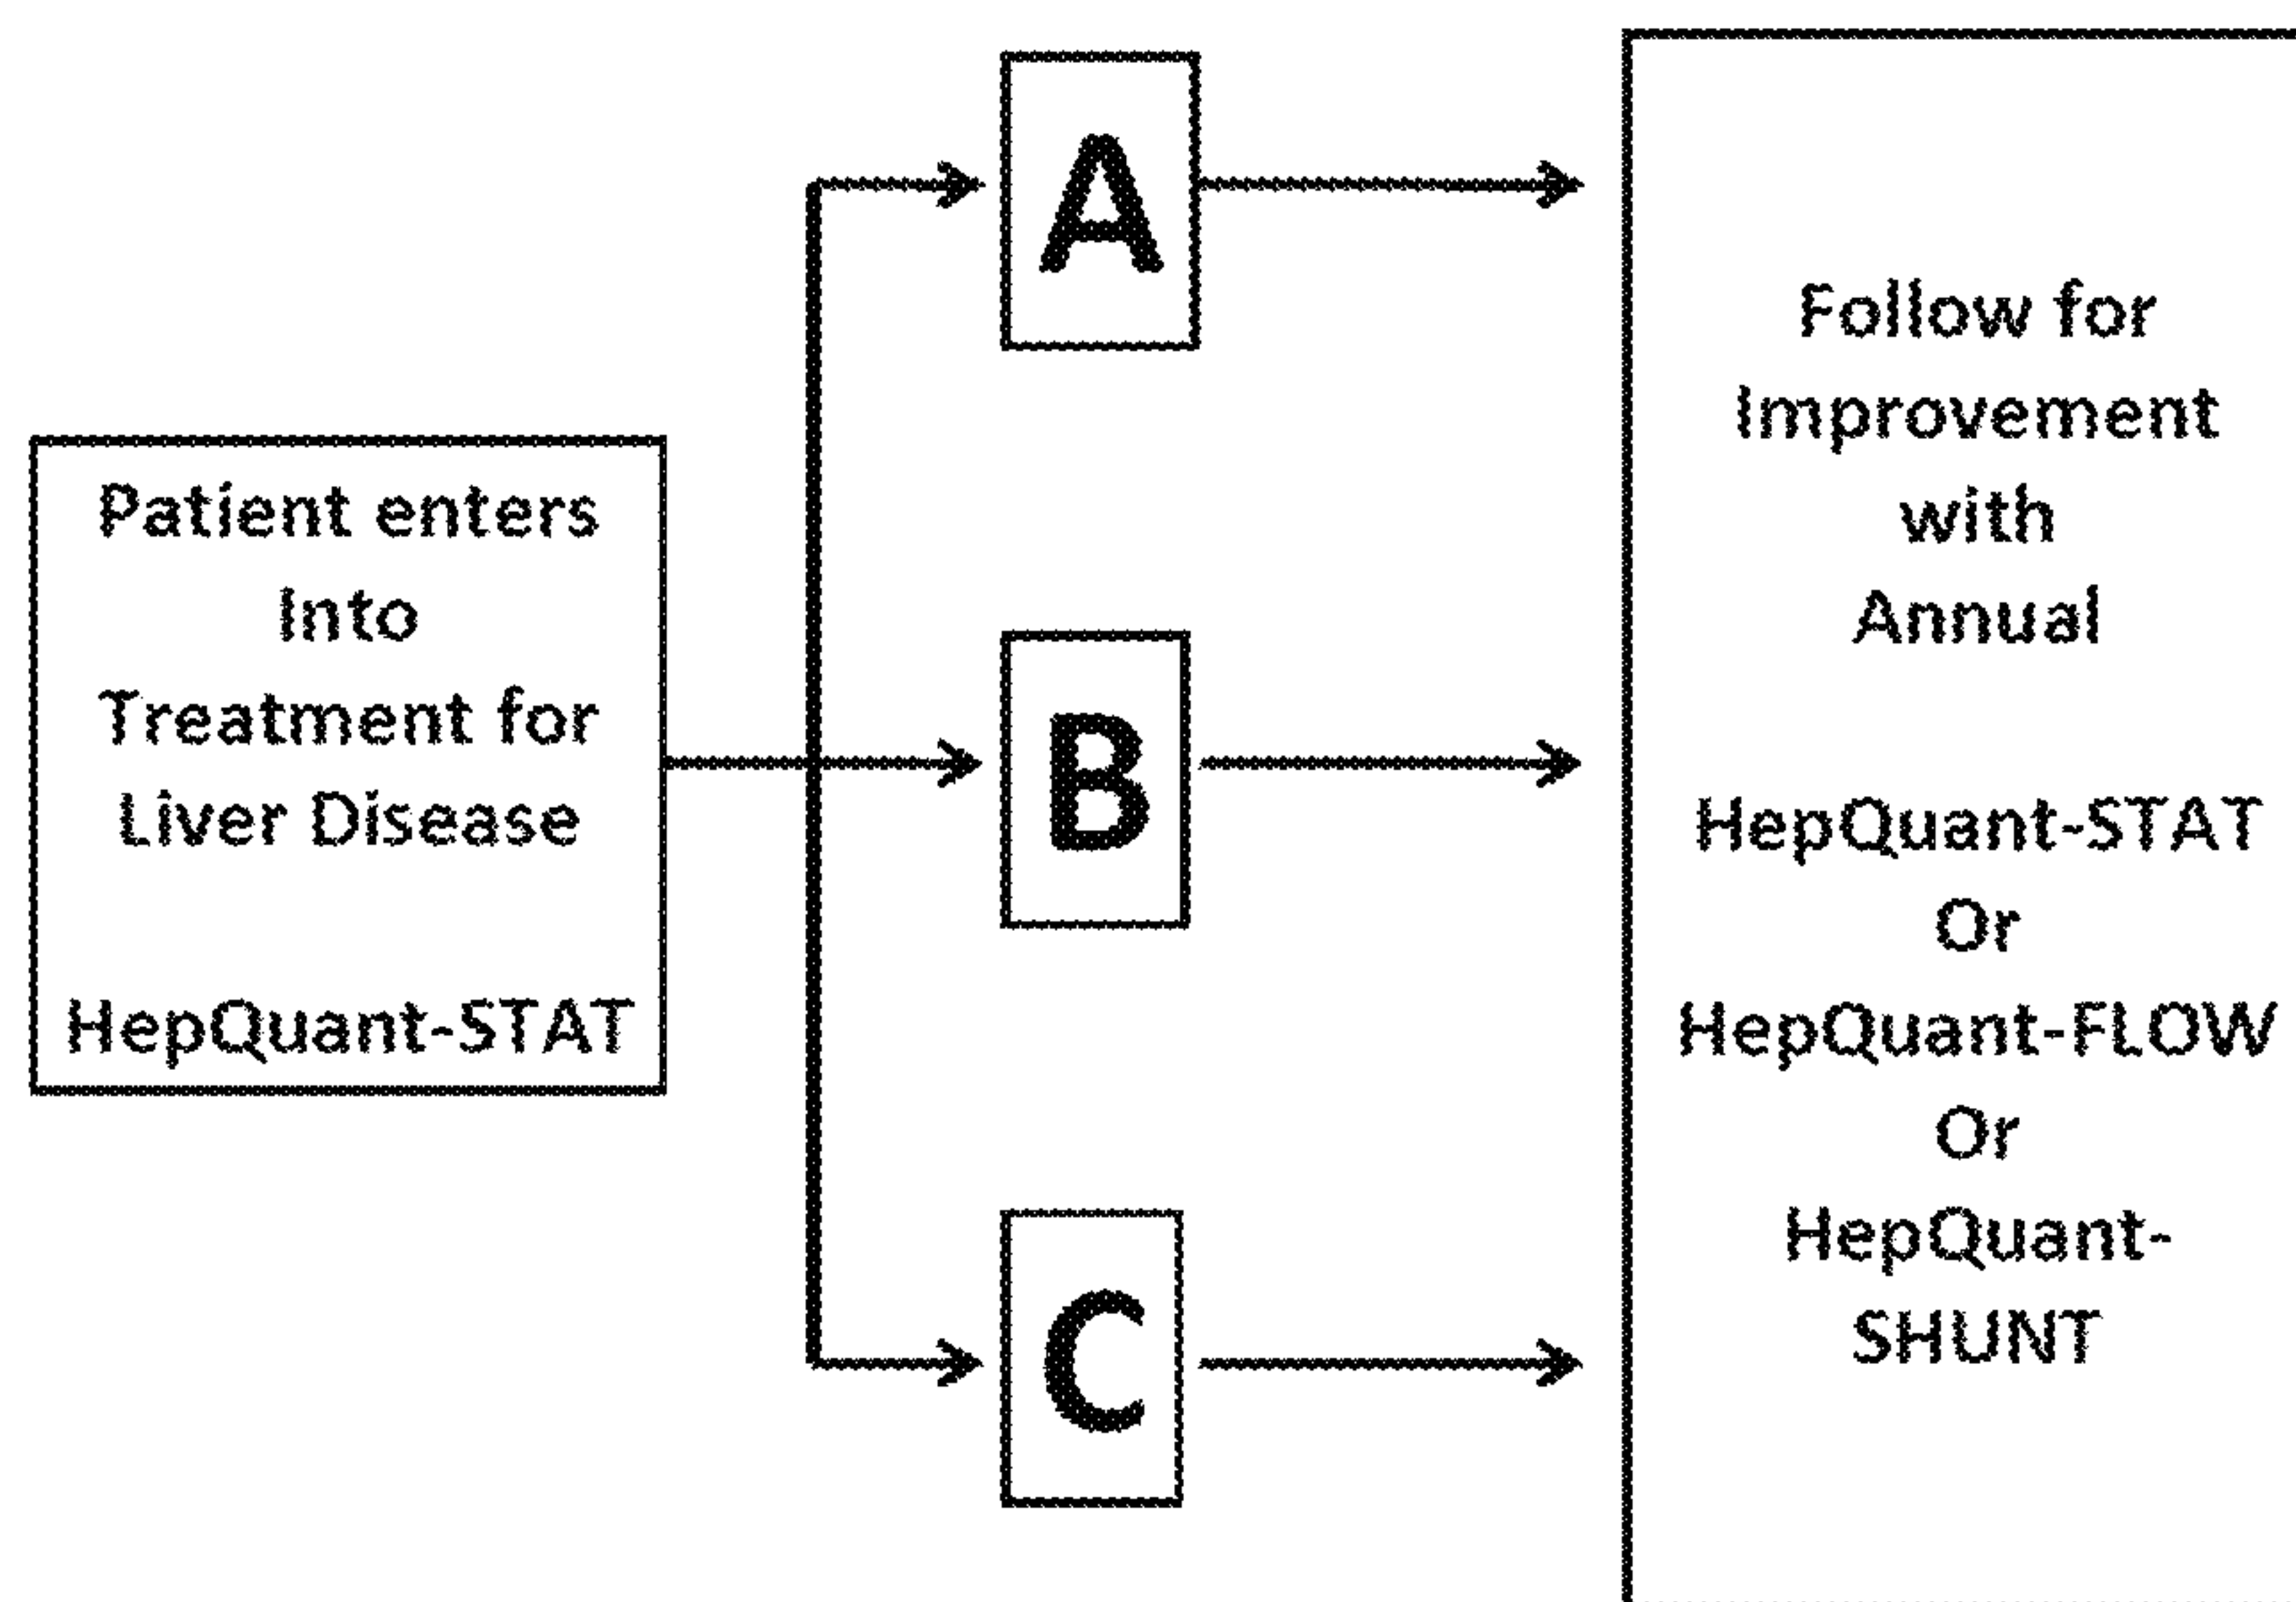 Patient enters
Into
Treatment for
Liver Disease
HepQuant-STAT
A
B
C
Follow for
Improvement
with
Annual
HepQuant-STAT
Or
HepQuant-FLOW
Or
HepQuant-
SHUNT